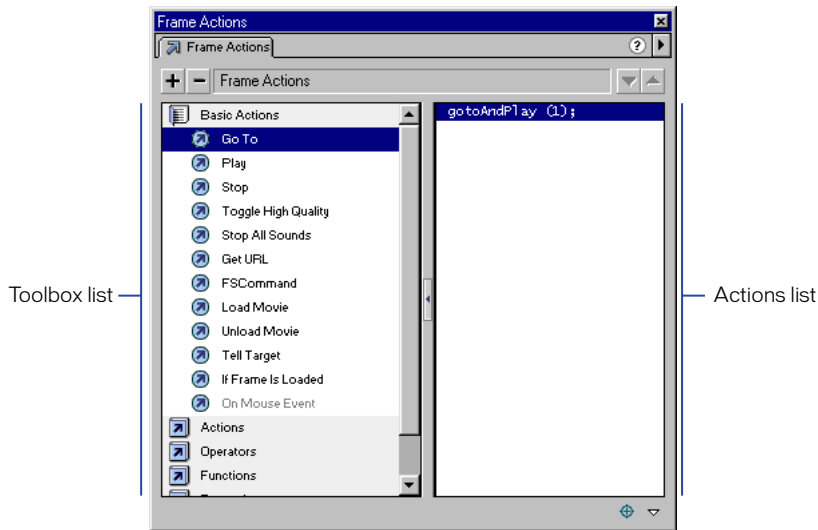 Frame Actions
Frame Actions
?
Frame Actions
Basic Actions
Go To
Play
Stop
Toggle High Quality
Stop All Sounds
Get URL
FSCommand
Load Movie
Unload Movie
Tell Target
If Frame Is Loaded
On Mouse Event
Actions
Operators
Functions
gotoAndPlay (1);
Toolbox list
Actions list